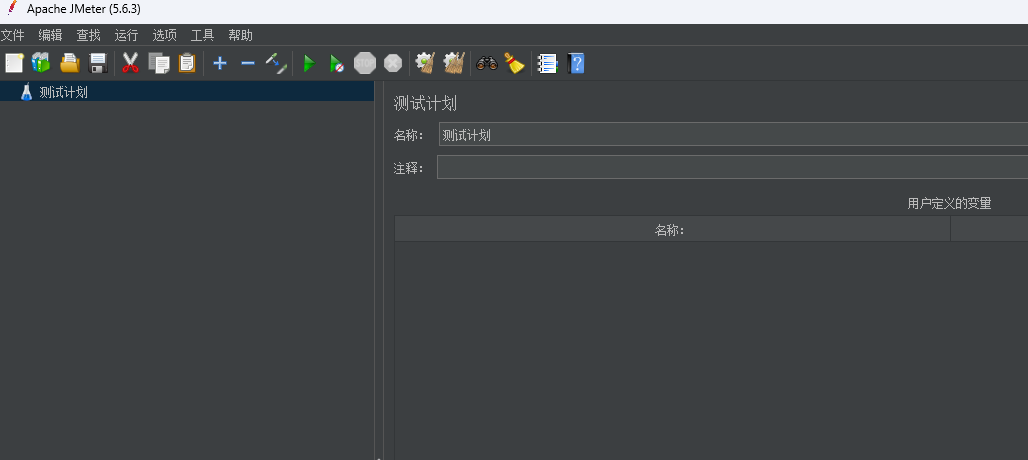 Apache JMeter (5.6.3)
文件 编辑 查找 运行 选项 工具 帮助
STOP
测试计划
测试计划
名称： 测试计划
注释：
用户定义的变量
名称：